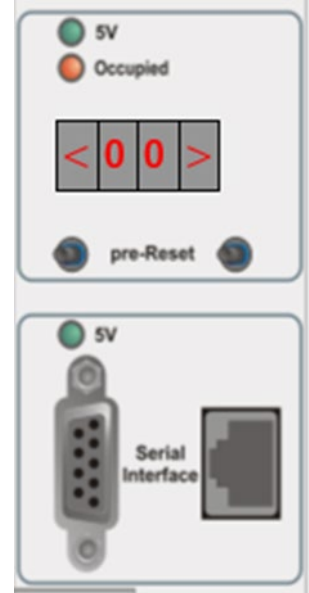 5V
Occupied
<00>
pre-Reset
5V
Serial
Interface